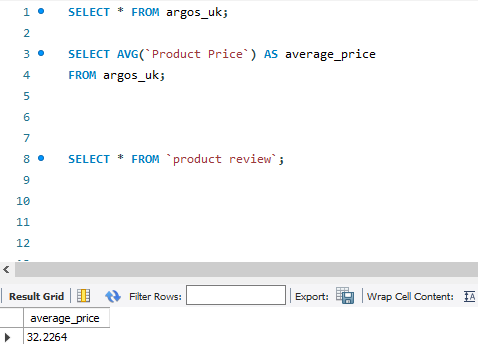 1 SELECT * FROM argos_uk;
2
3 SELECT AVG(`Product Price`) AS average_price
4 FROM argos_uk;
5
6
7
8 SELECT * FROM `product review`;
9
10
11
12
Result Grid Filter Rows: Export: Wrap Cell Content: IA
average_price
32.2264